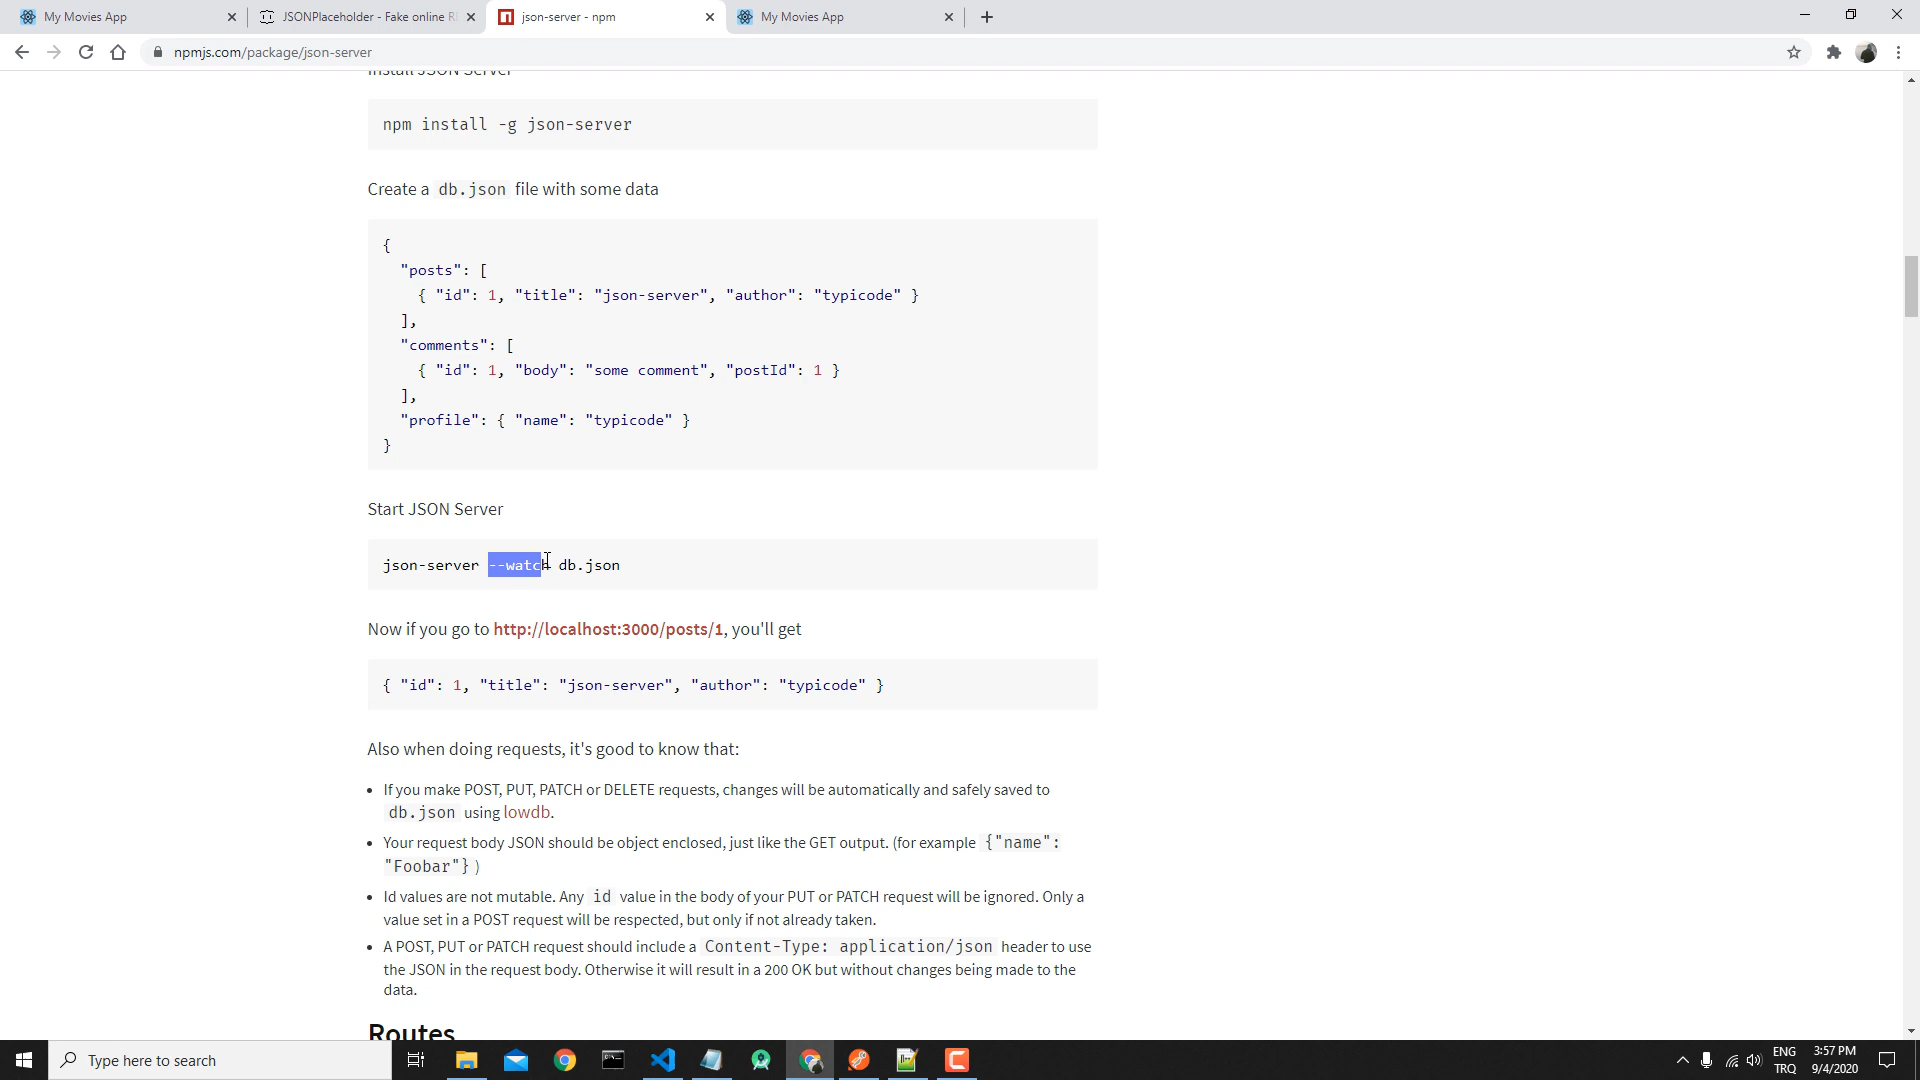 My Movies App
JSONPlaceholder - Fake online RE
json-server - npm
My Movies App
npmjs.com/package/json-server
Install JSON Server
npm install -g json-server
Create a db.json file with some data
{
"posts": [
{ "id": 1, "title": "json-server", "author": "typicode" }
],
"comments": [
{ "id": 1, "body": "some comment", "postId": 1 }
],
"profile": { "name": "typicode" }
}
Start JSON Server
json-server --watch db.json
Now if you go to http://localhost:3000/posts/1, you'll get
{ "id": 1, "title": "json-server", "author": "typicode" }
Also when doing requests, it's good to know that:
• If you make POST, PUT, PATCH or DELETE requests, changes will be automatically and safely saved to
db.json using lowdb.
• Your request body JSON should be object enclosed, just like the GET output. (for example {"name":
"Foobar"} )
• Id values are not mutable. Any id value in the body of your PUT or PATCH request will be ignored. Only a
value set in a POST request will be respected, but only if not already taken.
• A POST, PUT or PATCH request should include a Content-Type: application/json header to use
the JSON in the request body. Otherwise it will result in a 200 OK but without changes being made to the
data.
Routes
Type here to search
ENG
TRQ
3:57 PM
9/4/2020